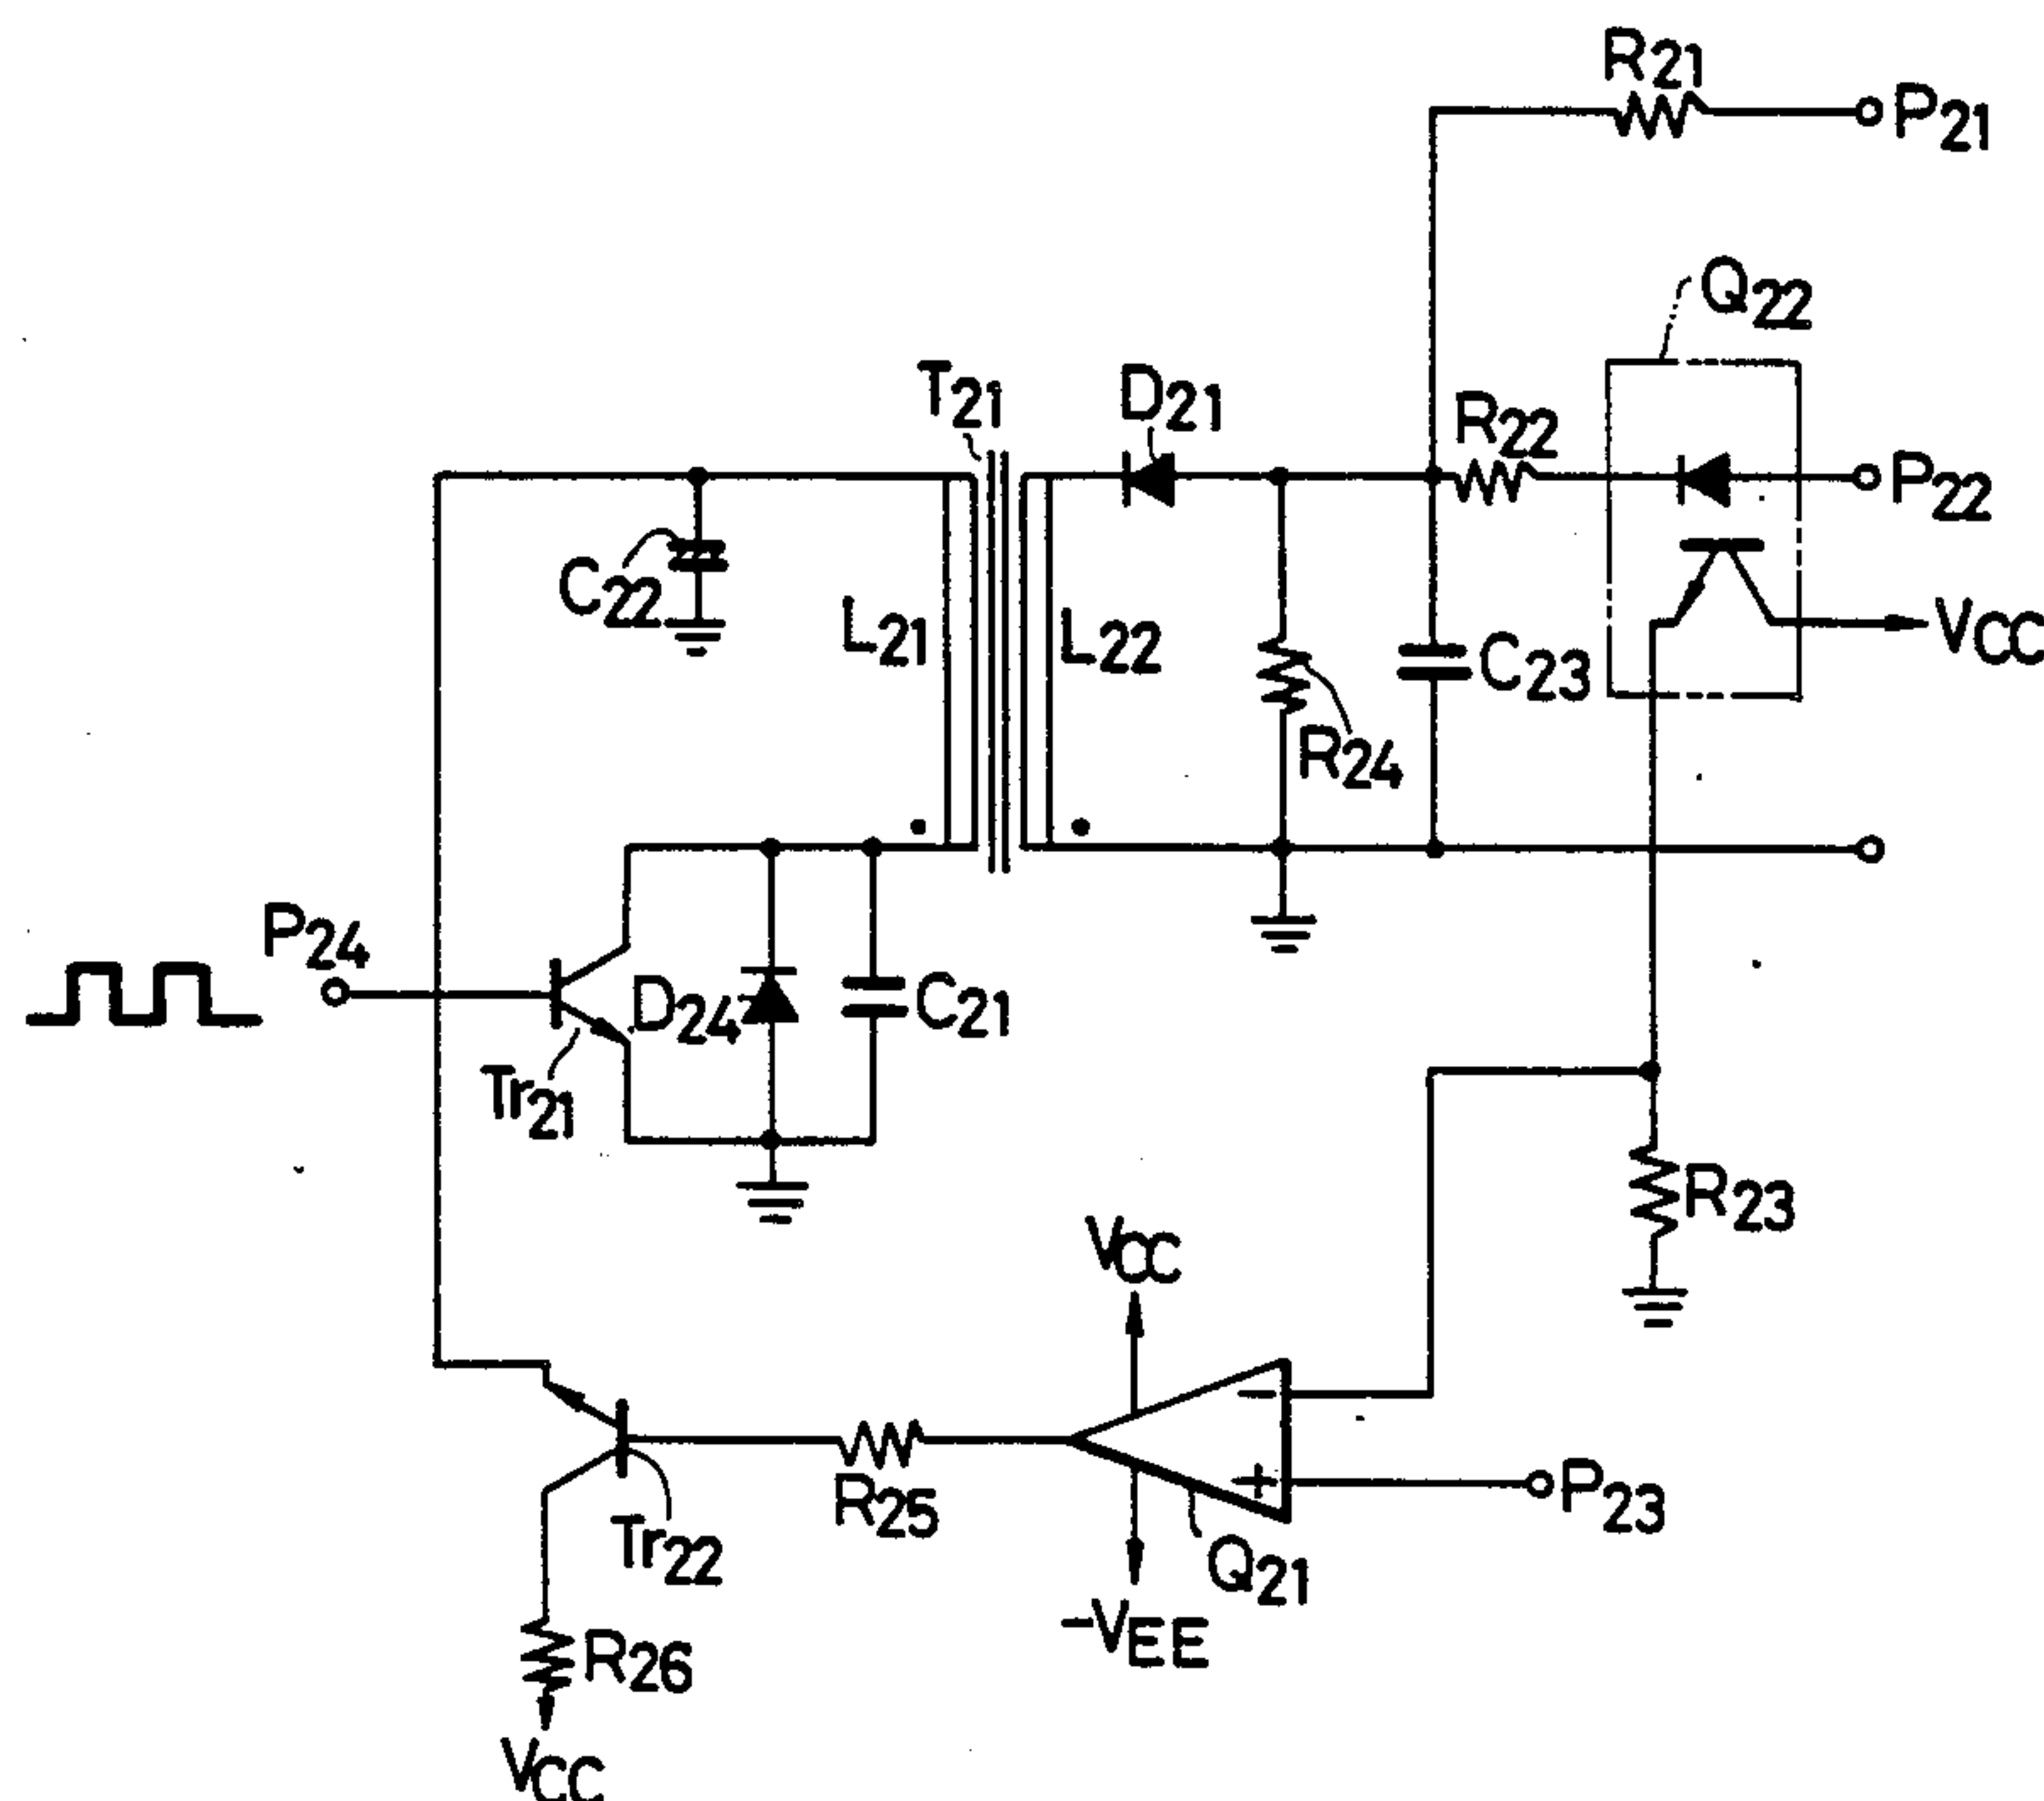 R21
P21
Q22
T21
D21
R22
P22
C22
L21
L22
C23
VCC
R24
P24
D24
C21
Tr21
R23
VCC
R25
P23
Tr22
Q21
-VEE
R26
VCC